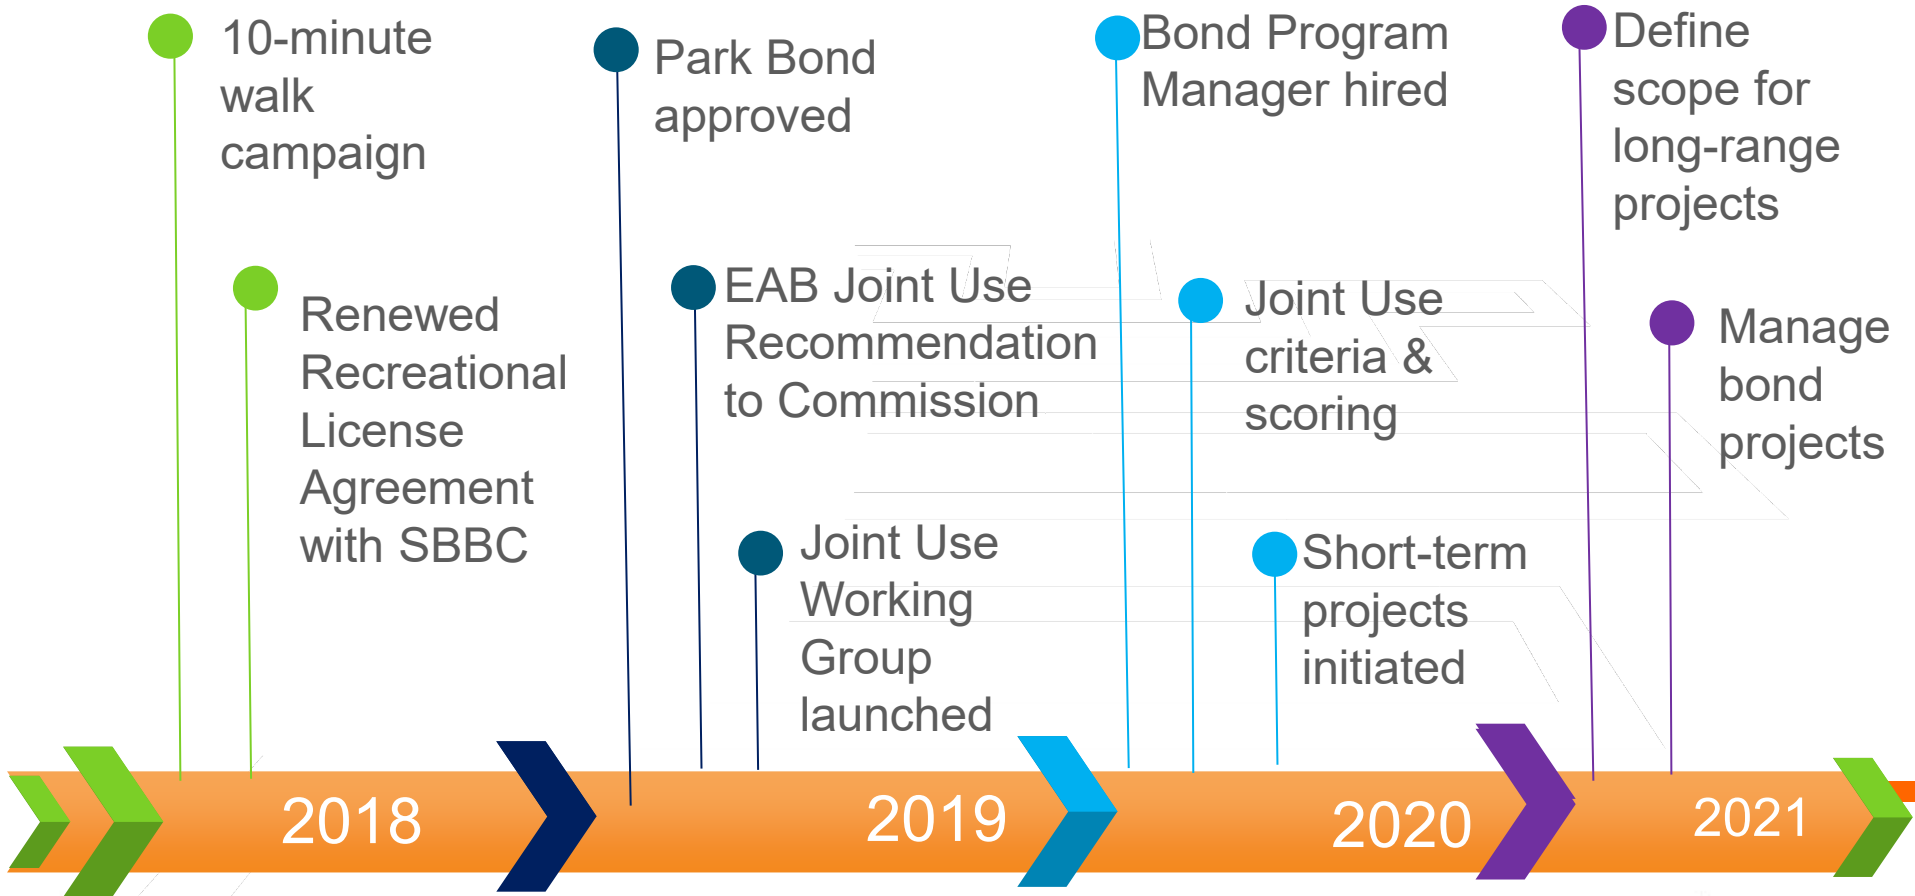 10-minute
walk
campaign
Renewed
Recreational
License
Agreement
with SBBC
Park Bond
approved
EAB Joint Use
Recommendation
to Commission
Joint Use
Working
Group
launched
Bond Program
Manager hired
Joint Use
criteria &
scoring
Short-term
projects
initiated
Define
scope for
long-range
projects
Manage
bond
projects
2018
2019
2020
2021